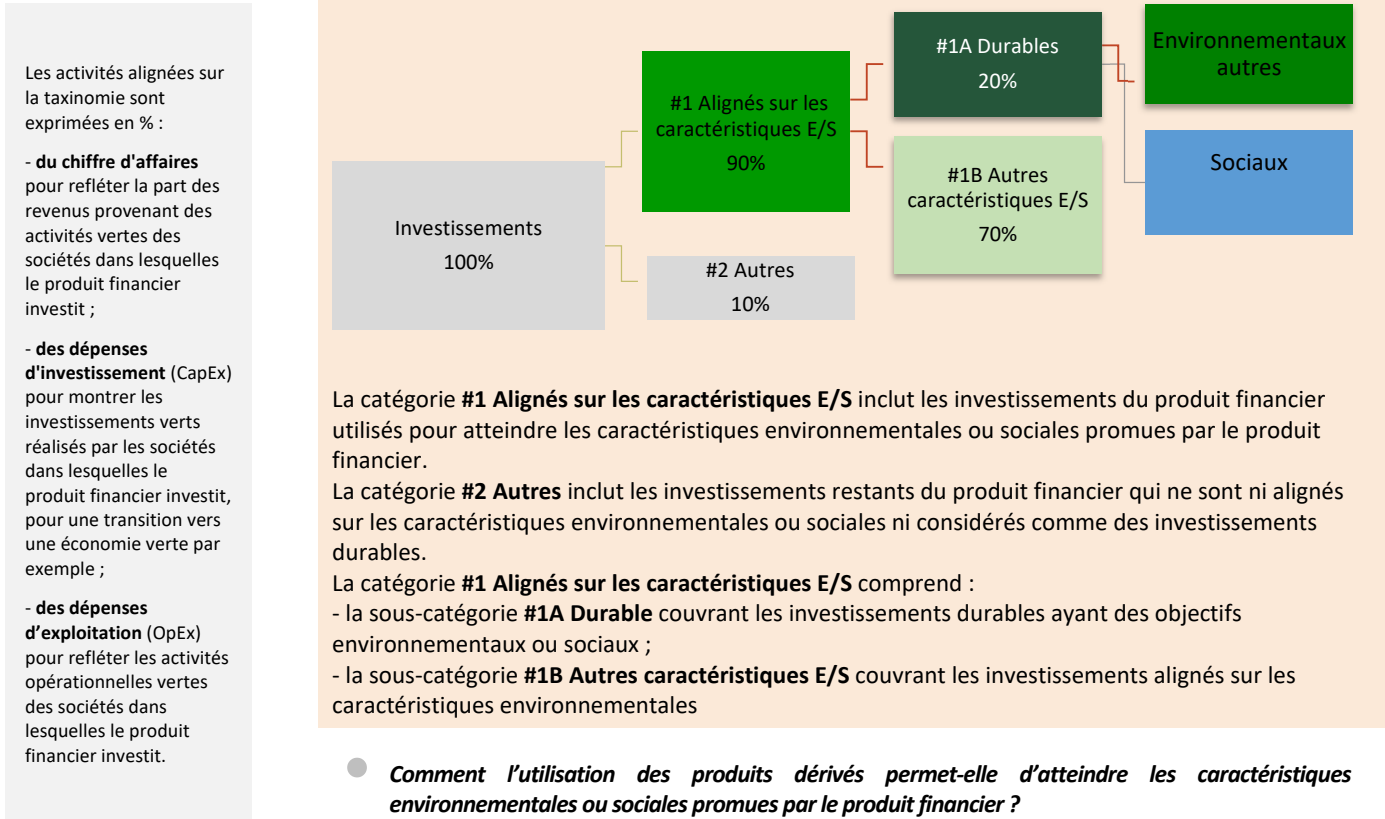 Les activités alignées sur
la taxinomie sont
exprimées en % :
- du chiffre d'affaires
pour refléter la part des
revenus provenant des
activités vertes des
sociétés dans lesquelles
le produit financier
investit ;
- des dépenses
d'investissement (CapEx)
pour montrer les
investissements verts
réalisés par les sociétés
dans lesquelles le
produit financier investit,
pour une transition vers
une économie verte par
exemple ;
- des dépenses
d’exploitation (OpEx)
pour refléter les activités
opérationnelles vertes
des sociétés dans
lesquelles le produit
financier investit.
Investissements
100%
#1 Alignés sur les
caractéristiques E/S
90%
#2 Autres
10%
#1A Durables
20%
#1B Autres
caractéristiques E/S
70%
Environnementaux
autres
Sociaux
La catégorie #1 Alignés sur les caractéristiques E/S inclut les investissements du produit financier
utilisés pour atteindre les caractéristiques environnementales ou sociales promues par le produit
financier.
La catégorie #2 Autres inclut les investissements restants du produit financier qui ne sont ni alignés
sur les caractéristiques environnementales ou sociales ni considérés comme des investissements
durables.
La catégorie #1 Alignés sur les caractéristiques E/S comprend :
- la sous-catégorie #1A Durable couvrant les investissements durables ayant des objectifs
environnementaux ou sociaux ;
- la sous-catégorie #1B Autres caractéristiques E/S couvrant les investissements alignés sur les
caractéristiques environnementales
Comment l’utilisation des produits dérivés permet-elle d’atteindre les caractéristiques
environnementales ou sociales promues par le produit financier ?